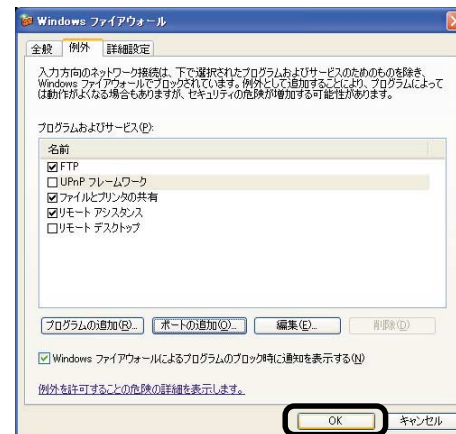 Windows ファイアウォール
全般 例外 詳細設定
入力方向のネットワーク接続は、下で選択されたプログラムおよびサービスのためのものを除き、
Windows ファイアウォールでブロックされています。例外として追加することにより、プログラムによって
は動作がよくなる場合もありますが、セキュリティの危険が増加する可能性があります。
プログラムおよびサービス(P):
名前
FTP
UPnP フレームワーク
ファイルとプリンタの共有
リモート アシスタンス
リモート デスクトップ
プログラムの追加(R)... ポートの追加(O)... 編集(E)... 削除(D)
Windows ファイアウォールによるプログラムのブロック時に通知を表示する(N)
例外を許可することの危険の詳細を表示します。
OK キャンセル